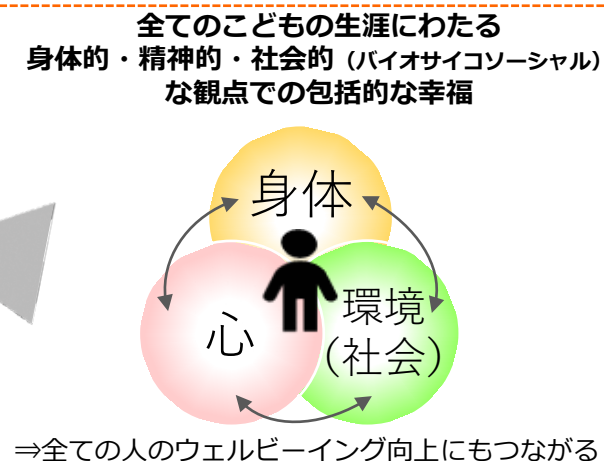 全てのこどもの生涯にわたる
身体的・精神的・社会的（バイオサイコソーシャル）
な観点での包括的な幸福
身体
心
環境
（社会）
⇒全ての人のウェルビーイング向上にもつながる